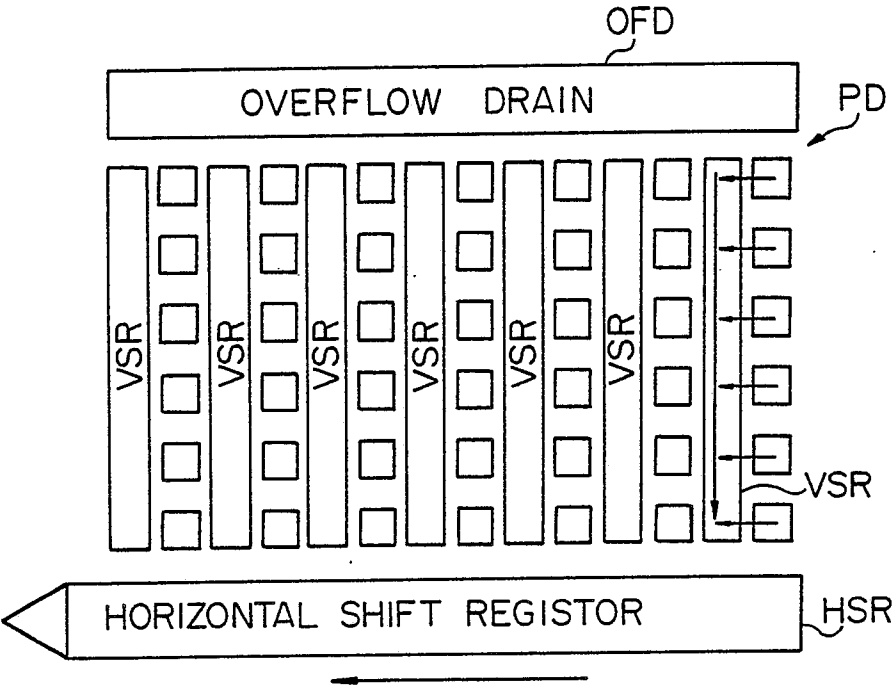 OFD
OVERFLOW DRAIN
PD
VSR
VSR
VSR
VSR
VSR
VSR
VSR
HORIZONTAL SHIFT REGISTOR
HSR